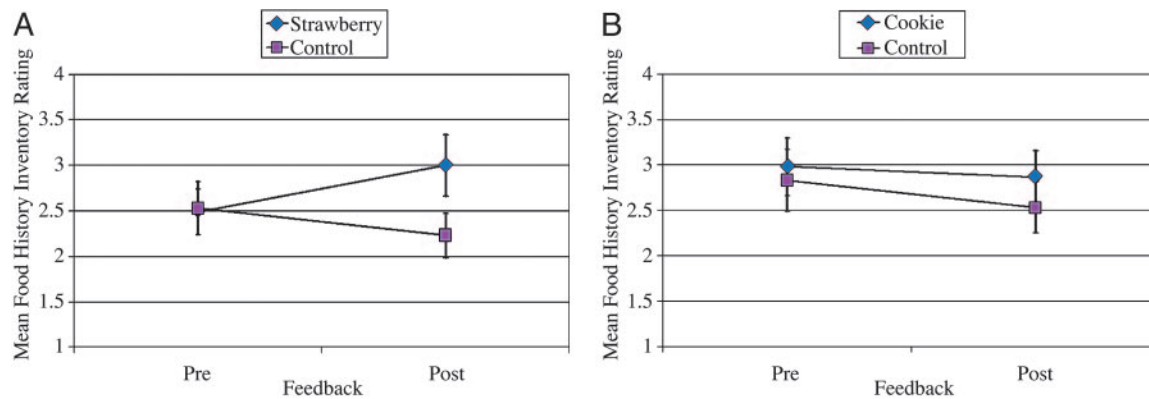 A
Strawberry
Control
Mean Food History Inventory Rating
4
3.5
3
2.5
2
1.5
1
Pre
Post
Feedback
B
Cookie
Control
Mean Food History Inventory Rating
4
3.5
3
2.5
2
1.5
1
Pre
Post
Feedback